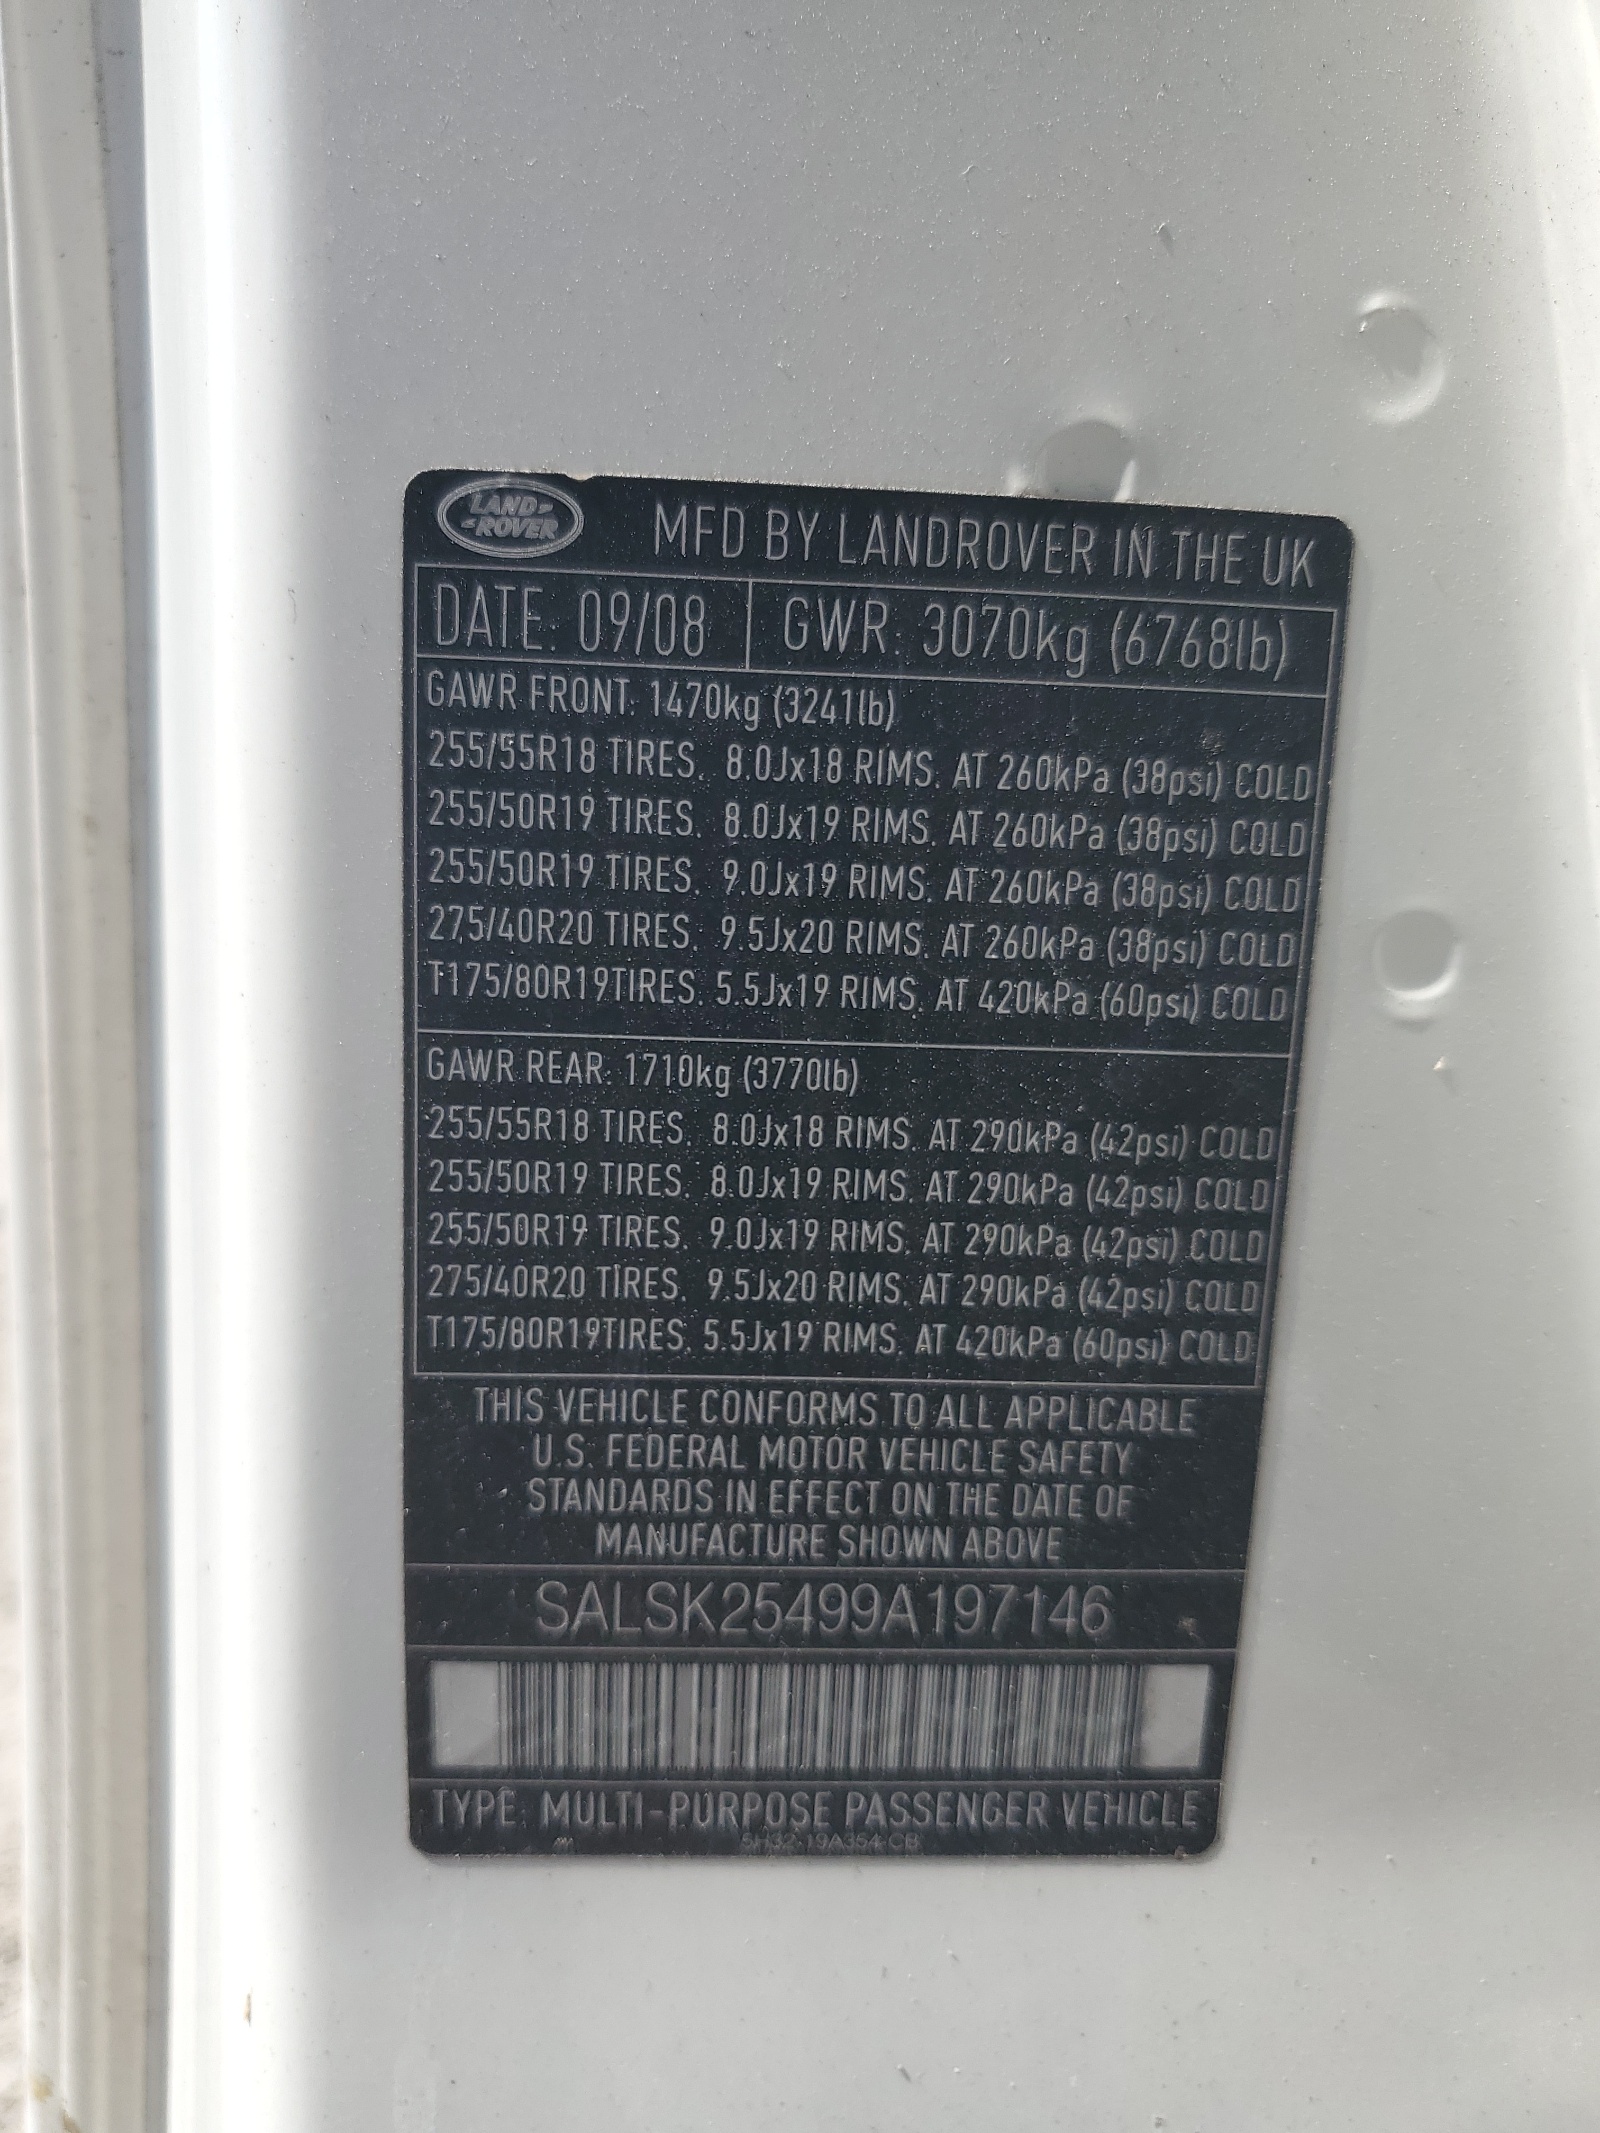 LAND ROVER
MFD BY LANDROVER IN THE UK
DATE: 09/08 GWR: 3070kg (6768lb)
GAWR FRONT: 1470kg (3241lb)
255/55R18 TIRES. 8.0Jx18 RIMS. AT 260kPa (38psi) COLD
255/50R19 TIRES. 8.0Jx19 RIMS. AT 260kPa (38psi) COLD
255/50R19 TIRES. 9.0Jx19 RIMS. AT 260kPa (38psi) COLD
275/40R20 TIRES. 9.5Jx20 RIMS. AT 260kPa (38psi) COLD
T175/80R19TIRES. 5.5Jx19 RIMS. AT 420kPa (60psi) COLD
GAWR REAR: 1710kg (3770lb)
255/55R18 TIRES. 8.0Jx18 RIMS. AT 290kPa (42psi) COLD
255/50R19 TIRES. 8.0Jx19 RIMS. AT 290kPa (42psi) COLD
255/50R19 TIRES. 9.0Jx19 RIMS. AT 290kPa (42psi) COLD
275/40R20 TIRES. 9.5Jx20 RIMS. AT 290kPa (42psi) COLD
T175/80R19TIRES. 5.5Jx19 RIMS. AT 420kPa (60psi) COLD
THIS VEHICLE CONFORMS TO ALL APPLICABLE
U.S. FEDERAL MOTOR VEHICLE SAFETY
STANDARDS IN EFFECT ON THE DATE OF
MANUFACTURE SHOWN ABOVE
SALSK25499A197146
TYPE: MULTI-PURPOSE PASSENGER VEHICLE
5H32-19A354-CB